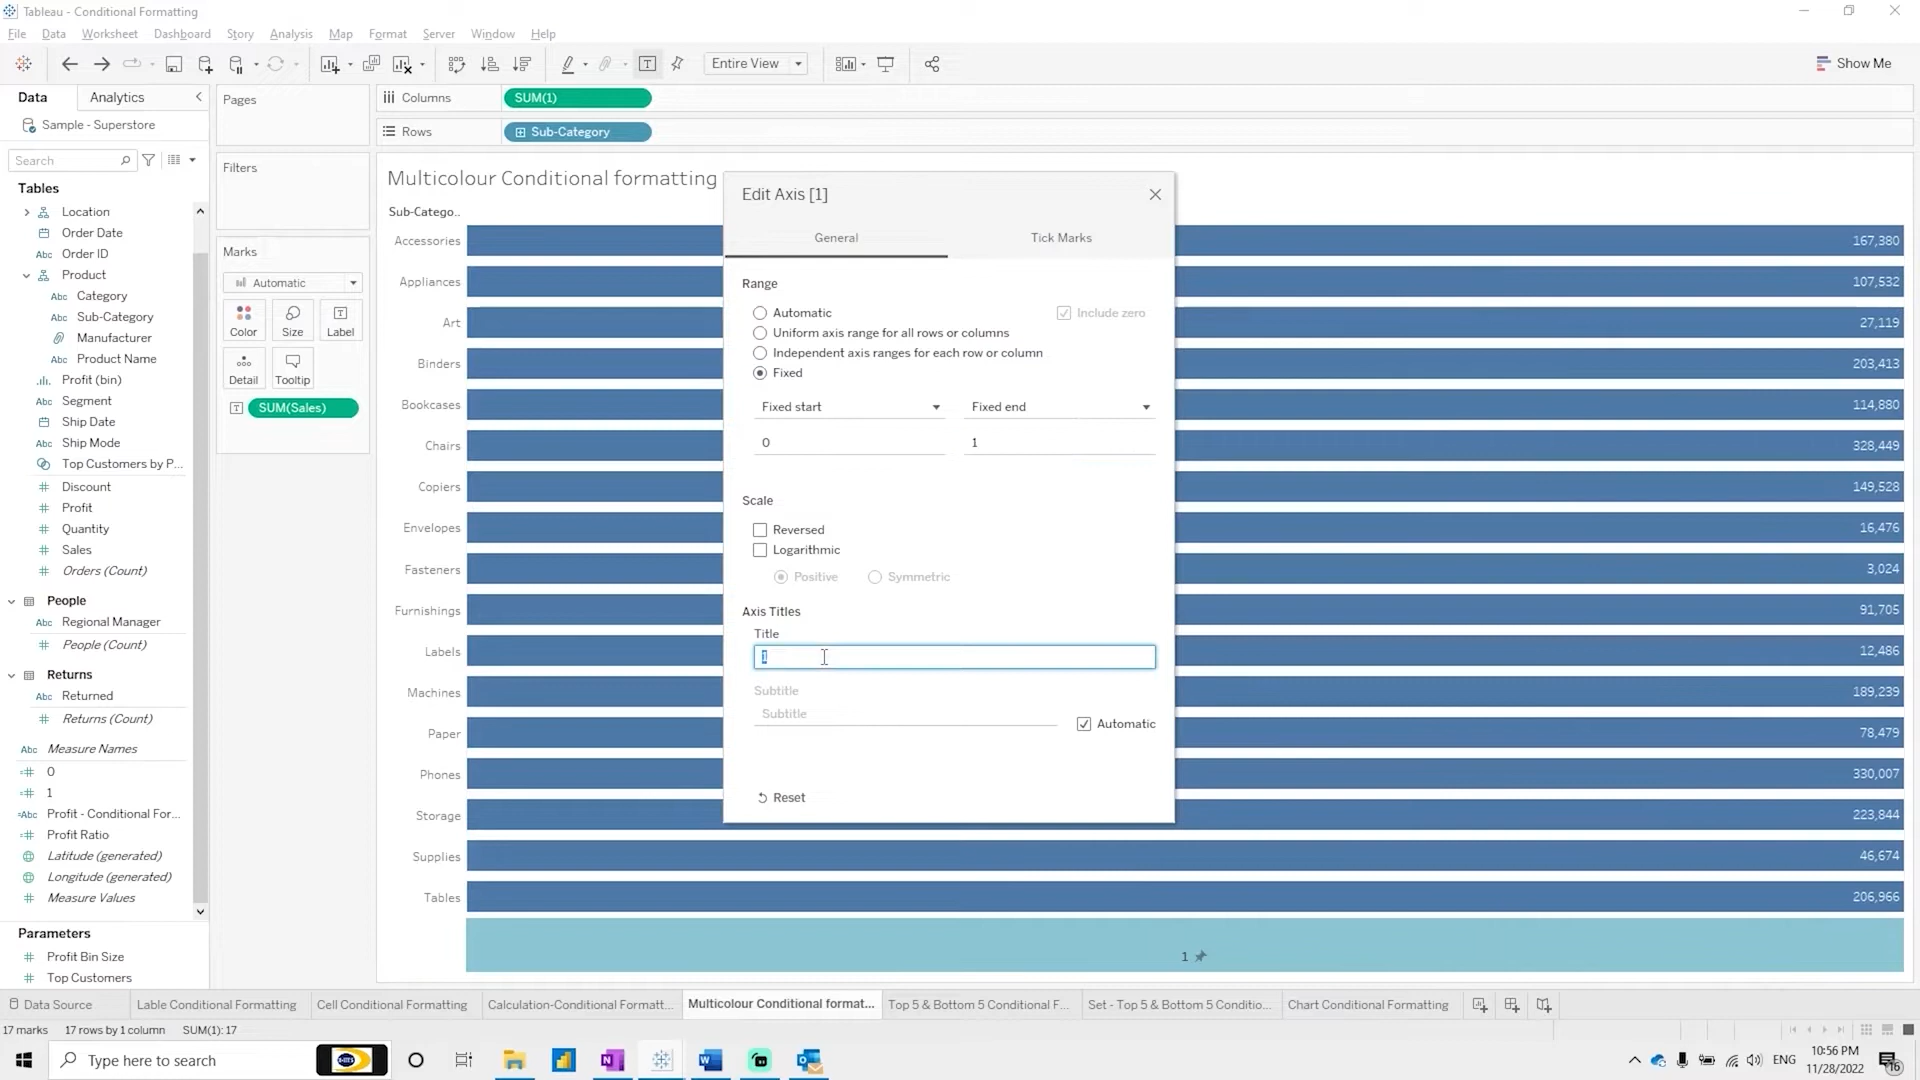 Tableau - Conditional Formatting
File Data Worksheet Dashboard Story Analysis Map Format Server Window Help
Entire View
Show Me
Data Analytics
Sample - Superstore
Search
Tables
Location
Order Date
Abc Order ID
Product
Abc Category
Abc Sub-Category
Manufacturer
Abc Product Name
Profit (bin)
Abc Segment
Ship Date
Abc Ship Mode
Top Customers by P...
# Discount
# Profit
# Quantity
# Sales
# Orders (Count)
People
Abc Regional Manager
# People (Count)
Returns
Abc Returned
# Returns (Count)
Abc Measure Names
=# 0
=# 1
=Abc Profit - Conditional For...
=# Profit Ratio
Latitude (generated)
Longitude (generated)
# Measure Values
Parameters
# Profit Bin Size
# Top Customers
Pages
Filters
Marks
Automatic
Color Size Label
Detail Tooltip
SUM(Sales)
Columns SUM(1)
Rows Sub-Category
Multicolour Conditional formatting
Sub-Catego..
Accessories 167,380
Appliances 107,532
Art 27,119
Binders 203,413
Bookcases 114,880
Chairs 328,449
Copiers 149,528
Envelopes 16,476
Fasteners 3,024
Furnishings 91,705
Labels 12,486
Machines 189,239
Paper 78,479
Phones 330,007
Storage 223,844
Supplies 46,674
Tables 206,966
1
Edit Axis [1]
General Tick Marks
Range
Automatic Include zero
Uniform axis range for all rows or columns
Independent axis ranges for each row or column
Fixed
Fixed start Fixed end
0 1
Scale
Reversed
Logarithmic
Positive Symmetric
Axis Titles
Title
1
Subtitle
Subtitle
Automatic
Reset
Data Source Lable Conditional Formatting Cell Conditional Formatting Calculation-Conditional Formatt... Multicolour Conditional format... Top 5 & Bottom 5 Conditional F... Set - Top 5 & Bottom 5 Conditio... Chart Conditional Formatting
17 marks 17 rows by 1 column SUM(1): 17
Type here to search
ENG
10:56 PM
11/28/2022
16